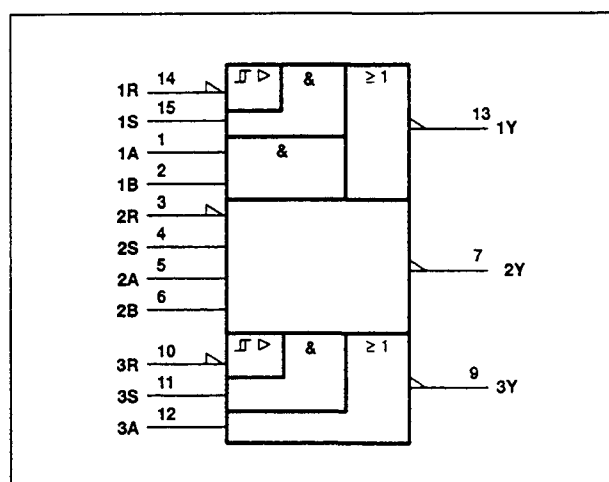 & ≥ 1
1R 14
1S 15
1A 1
1B 2
&
13 1Y
2R 3
2S 4
2A 5
2B 6
7 2Y
& ≥ 1
3R 10
3S 11
3A 12
9 3Y